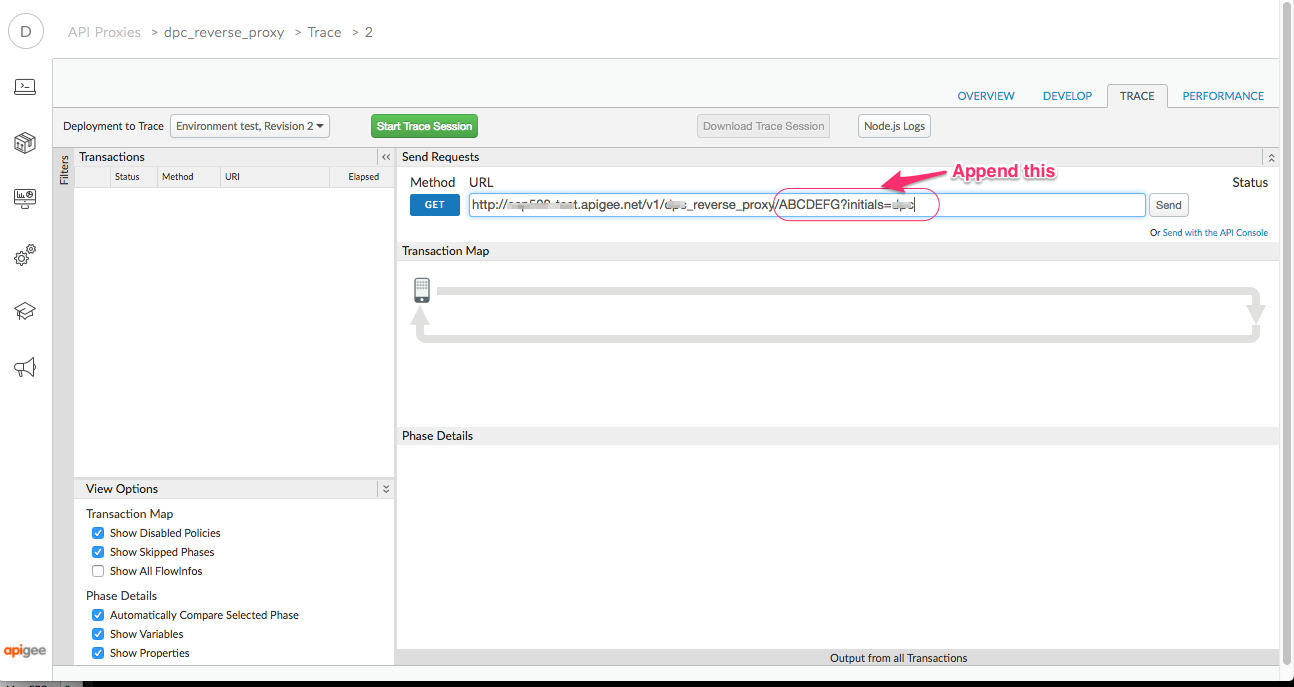 D API Proxies > dpc_reverse_proxy > Trace > 2
OVERVIEW DEVELOP TRACE PERFORMANCE
Deployment to Trace Environment test, Revision 2 Start Trace Session Download Trace Session Node.js Logs
Filters
Transactions
Status Method URI Elapsed
Send Requests
Append this
Method URL Status
GET http:// .apigee.net/v1/ _reverse_proxy/ABCDEFG?initials= Send
Or Send with the API Console
Transaction Map
Phase Details
View Options
Transaction Map
Show Disabled Policies
Show Skipped Phases
Show All FlowInfos
Phase Details
Automatically Compare Selected Phase
Show Variables
Show Properties
apigee
Output from all Transactions